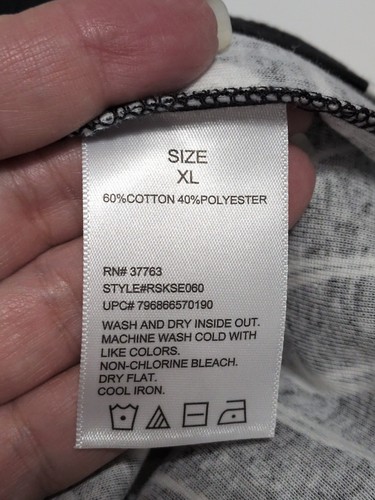 SIZE
XL
60%COTTON 40%POLYESTER
RN# 37763
STYLE#RSKSE060
UPC# 796866570190
WASH AND DRY INSIDE OUT.
MACHINE WASH COLD WITH
LIKE COLORS.
NON-CHLORINE BLEACH.
DRY FLAT.
COOL IRON.